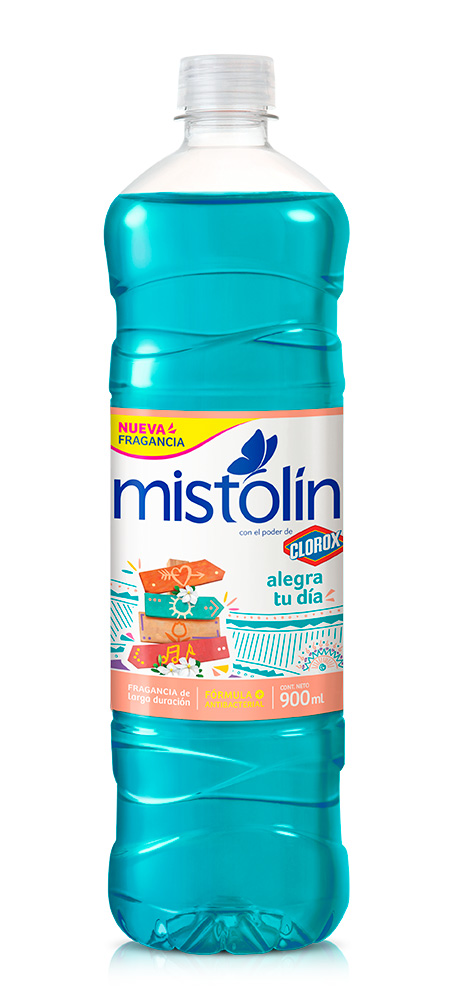 NUEVA
FRAGANCIA
mistolín
con el poder de
CLOROX
alegra
tu día
FRAGANCIA de
larga duración
FÓRMULA +
ANTIBACTERIAL
CONT. NETO
900ml